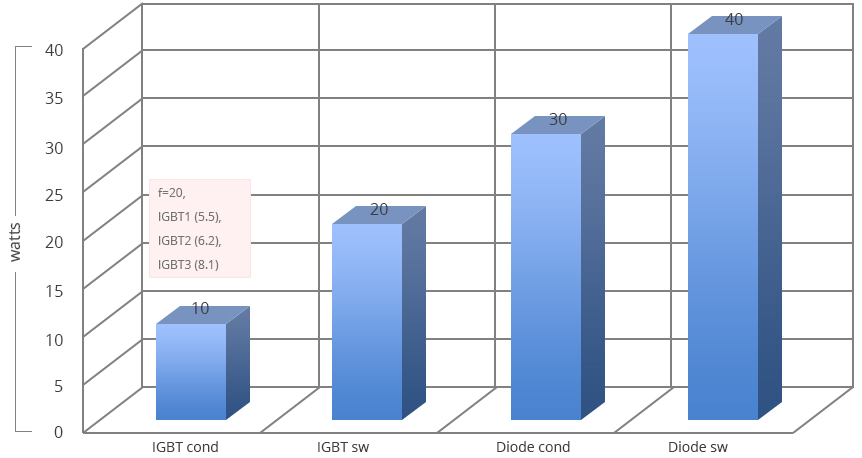 40
35
30
25
20
15
10
5
0
watts
f=20,
IGBT1 (5.5),
IGBT2 (6.2),
IGBT3 (8.1)
10
20
30
40
IGBT cond
IGBT sw
Diode cond
Diode sw